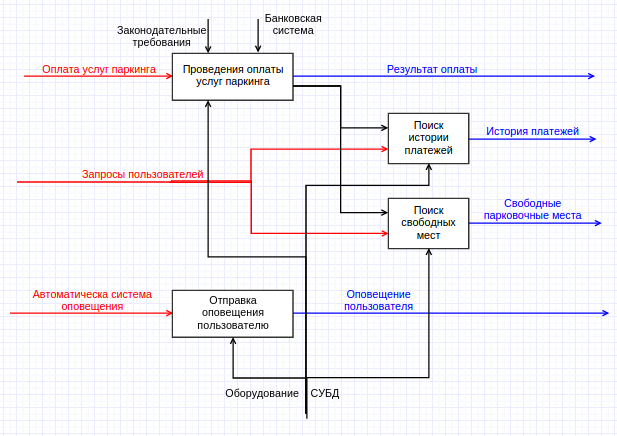 Законодательные
требования
Банковская
система
Оплата услуг паркинга
Проведения оплаты
услуг паркинга
Результат оплаты
Поиск
истории
платежей
История платежей
Запросы пользователей
Поиск
свободных
мест
Свободные
парковочные места
Автоматическа система
оповещения
Отправка
оповещения
пользователю
Оповещение
пользователя
Оборудование
СУБД